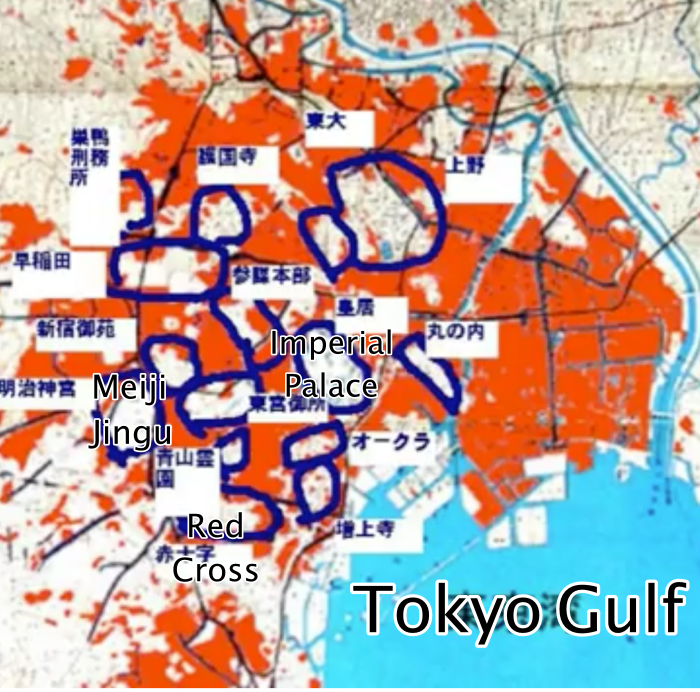 東大
巣鴨
刑務
所
護国寺
上野
早稲田
参謀本部
皇居
新宿御苑
丸の内
Imperial
Palace
明治神宮
Meiji
Jingu
東宮御所
オークラ
青山霊
園
Red
Cross
増上寺
赤十字
Tokyo Gulf